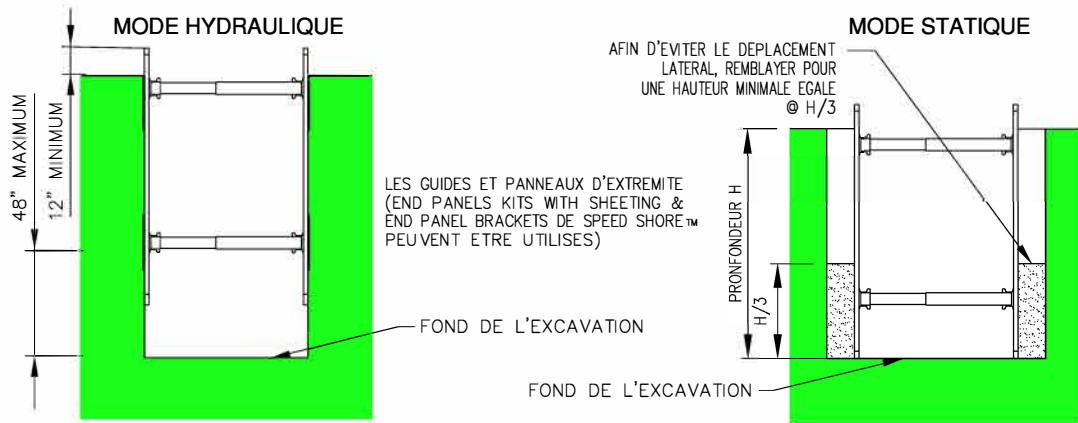 MODE HYDRAULIQUE
48" MAXIMUM
12" MINIMUM
LES GUIDES ET PANNEAUX D'EXTREMITE
(END PANELS KITS WITH SHEETING &
END PANEL BRACKETS DE SPEED SHORE™
PEUVENT ETRE UTILISES)
FOND DE L'EXCAVATION
MODE STATIQUE
AFIN D'EVITER LE DEPLACEMENT
LATERAL, REMBLAYER POUR
UNE HAUTEUR MINIMALE EGALE
@ H/3
PRONFONDEUR H
H/3
FOND DE L'EXCAVATION